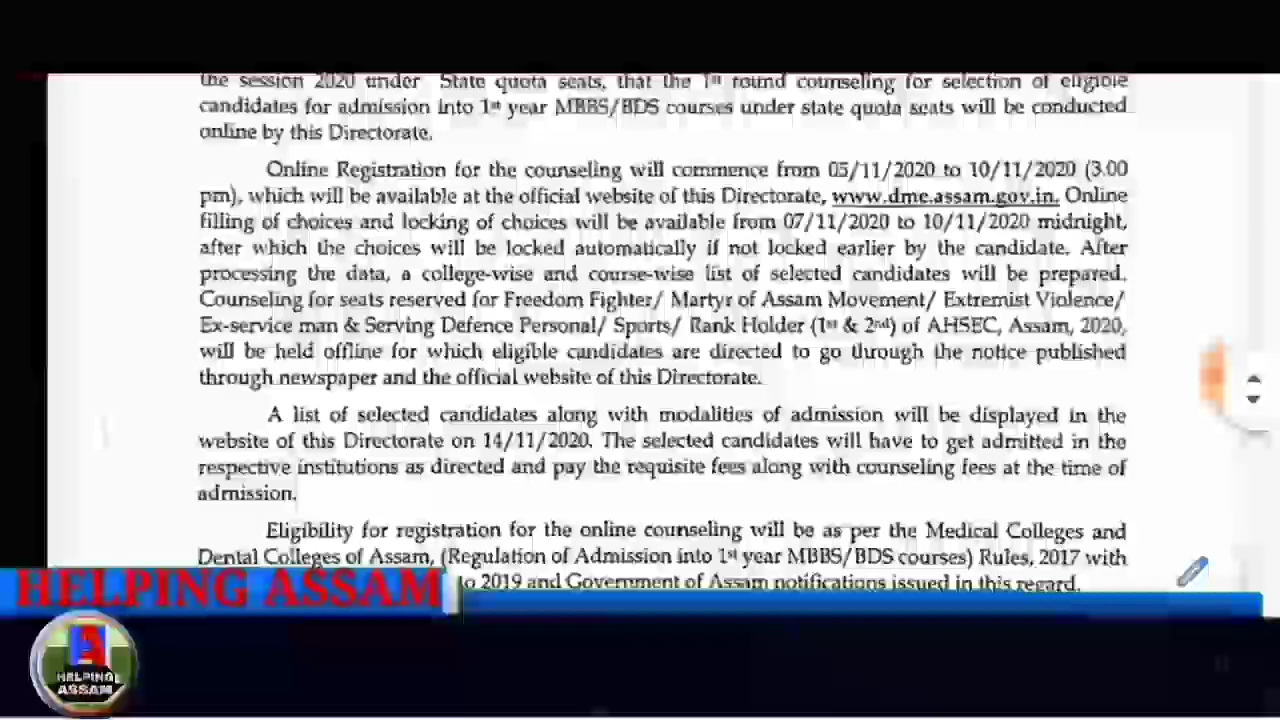 the session 2020 under State quota seats, that the 1st round counseling for selection of eligible
candidates for admission into 1st year MBBS/BDS courses under state quota seats will be conducted
online by this Directorate.
Online Registration for the counseling will commence from 05/11/2020 to 10/11/2020 (3.00
pm), which will be available at the official website of this Directorate, www.dme.assam.gov.in. Online
filling of choices and locking of choices will be available from 07/11/2020 to 10/11/2020 midnight,
after which the choices will be locked automatically if not locked earlier by the candidate. After
processing the data, a college-wise and course-wise list of selected candidates will be prepared.
Counseling for seats reserved for Freedom Fighter/ Martyr of Assam Movement/ Extremist Violence/
Ex-service man & Serving Defence Personal/ Sports/ Rank Holder (1st & 2nd) of AHSEC, Assam, 2020,
will be held offline for which eligible candidates are directed to go through the notice published
through newspaper and the official website of this Directorate.
A list of selected candidates along with modalities of admission will be displayed in the
website of this Directorate on 14/11/2020. The selected candidates will have to get admitted in the
respective institutions as directed and pay the requisite fees along with counseling fees at the time of
admission.
Eligibility for registration for the online counseling will be as per the Medical Colleges and
Dental Colleges of Assam, (Regulation of Admission into 1st year MBBS/BDS courses) Rules, 2017 with
to 2019 and Government of Assam notifications issued in this regard.
HELPING ASSAM
A
HELPING
ASSAM